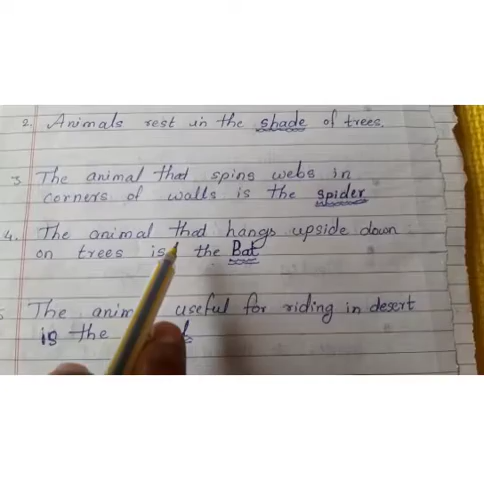 2. Animals rest in the shade of trees.
3 The animal that spins webs in
corners of walls is the spider
4. The animal that hangs upside down
on trees is the Bat
The useful for riding in desert
is the